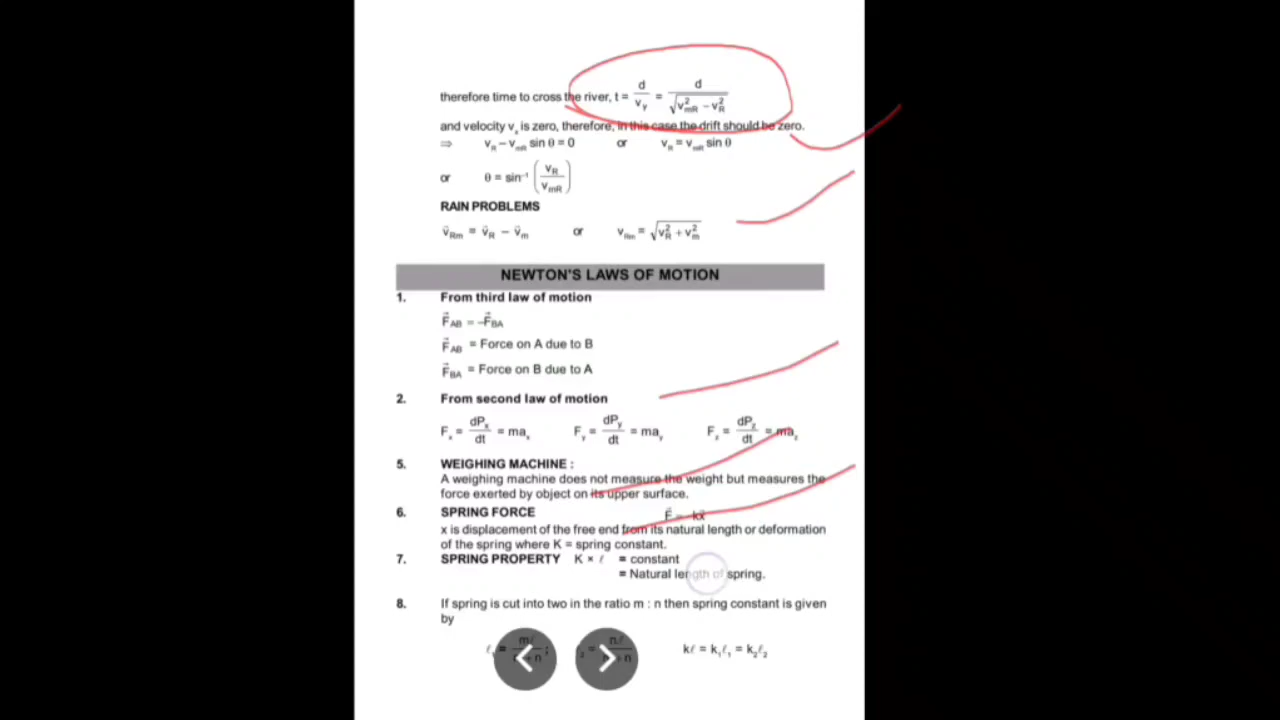 therefore time to cross the river, t = d/v_y = d/√(v²_mR − v²_R)
and velocity v_x is zero, therefore, in this case the drift should be zero.
⇒ v_R − v_mR sin θ = 0 or v_R = v_mR sin θ
or θ = sin⁻¹ (v_R/v_mR)
RAIN PROBLEMS
v⃗_Rm = v⃗_R − v⃗_m or v_Rm = √(v²_R + v²_m)
NEWTON'S LAWS OF MOTION
1. From third law of motion
F⃗_AB = −F⃗_BA
F⃗_AB = Force on A due to B
F⃗_BA = Force on B due to A
2. From second law of motion
F_x = dP_x/dt = ma_x F_y = dP_y/dt = ma_y F_z = dP_z/dt = ma_z
5. WEIGHING MACHINE :
A weighing machine does not measure the weight but measures the
force exerted by object on its upper surface.
6. SPRING FORCE F⃗ = − kx⃗
x is displacement of the free end from its natural length or deformation
of the spring where K = spring constant.
7. SPRING PROPERTY K × ℓ = constant
= Natural length of spring.
8. If spring is cut into two in the ratio m : n then spring constant is given
by
kℓ = k₁ℓ₁ = k₂ℓ₂